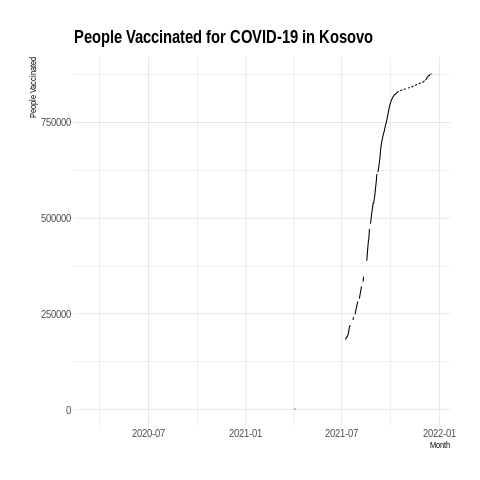 People Vaccinated for COVID-19 in Kosovo
People Vaccinated
750000
500000
250000
0
2020-07 2021-01 2021-07 2022-01
Month